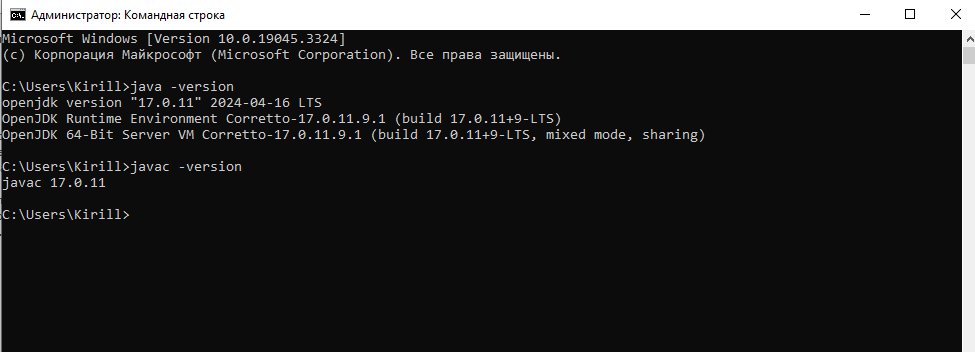 Администратор: Командная строка
Microsoft Windows [Version 10.0.19045.3324]
(c) Корпорация Майкрософт (Microsoft Corporation). Все права защищены.
C:\Users\Kirill>java -version
openjdk version "17.0.11" 2024-04-16 LTS
OpenJDK Runtime Environment Corretto-17.0.11.9.1 (build 17.0.11+9-LTS)
OpenJDK 64-Bit Server VM Corretto-17.0.11.9.1 (build 17.0.11+9-LTS, mixed mode, sharing)
C:\Users\Kirill>javac -version
javac 17.0.11
C:\Users\Kirill>